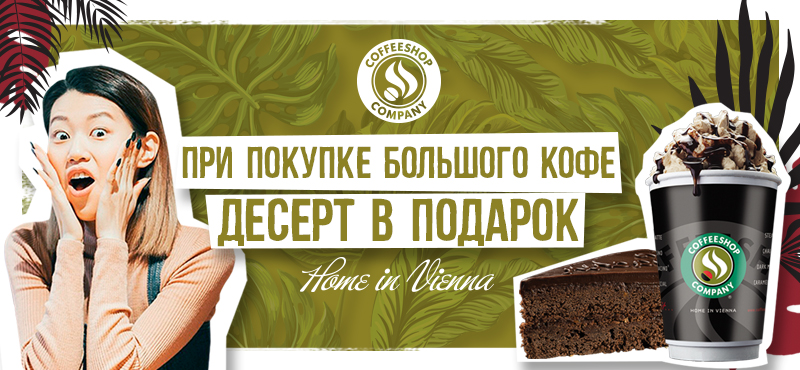 COFFEESHOP
COMPANY
ПРИ ПОКУПКЕ БОЛЬШОГО КОФЕ
ДЕСЕРТ В ПОДАРОК
Home in Vienna
COFFEESHOP
COMPANY
HOME IN VIENNA